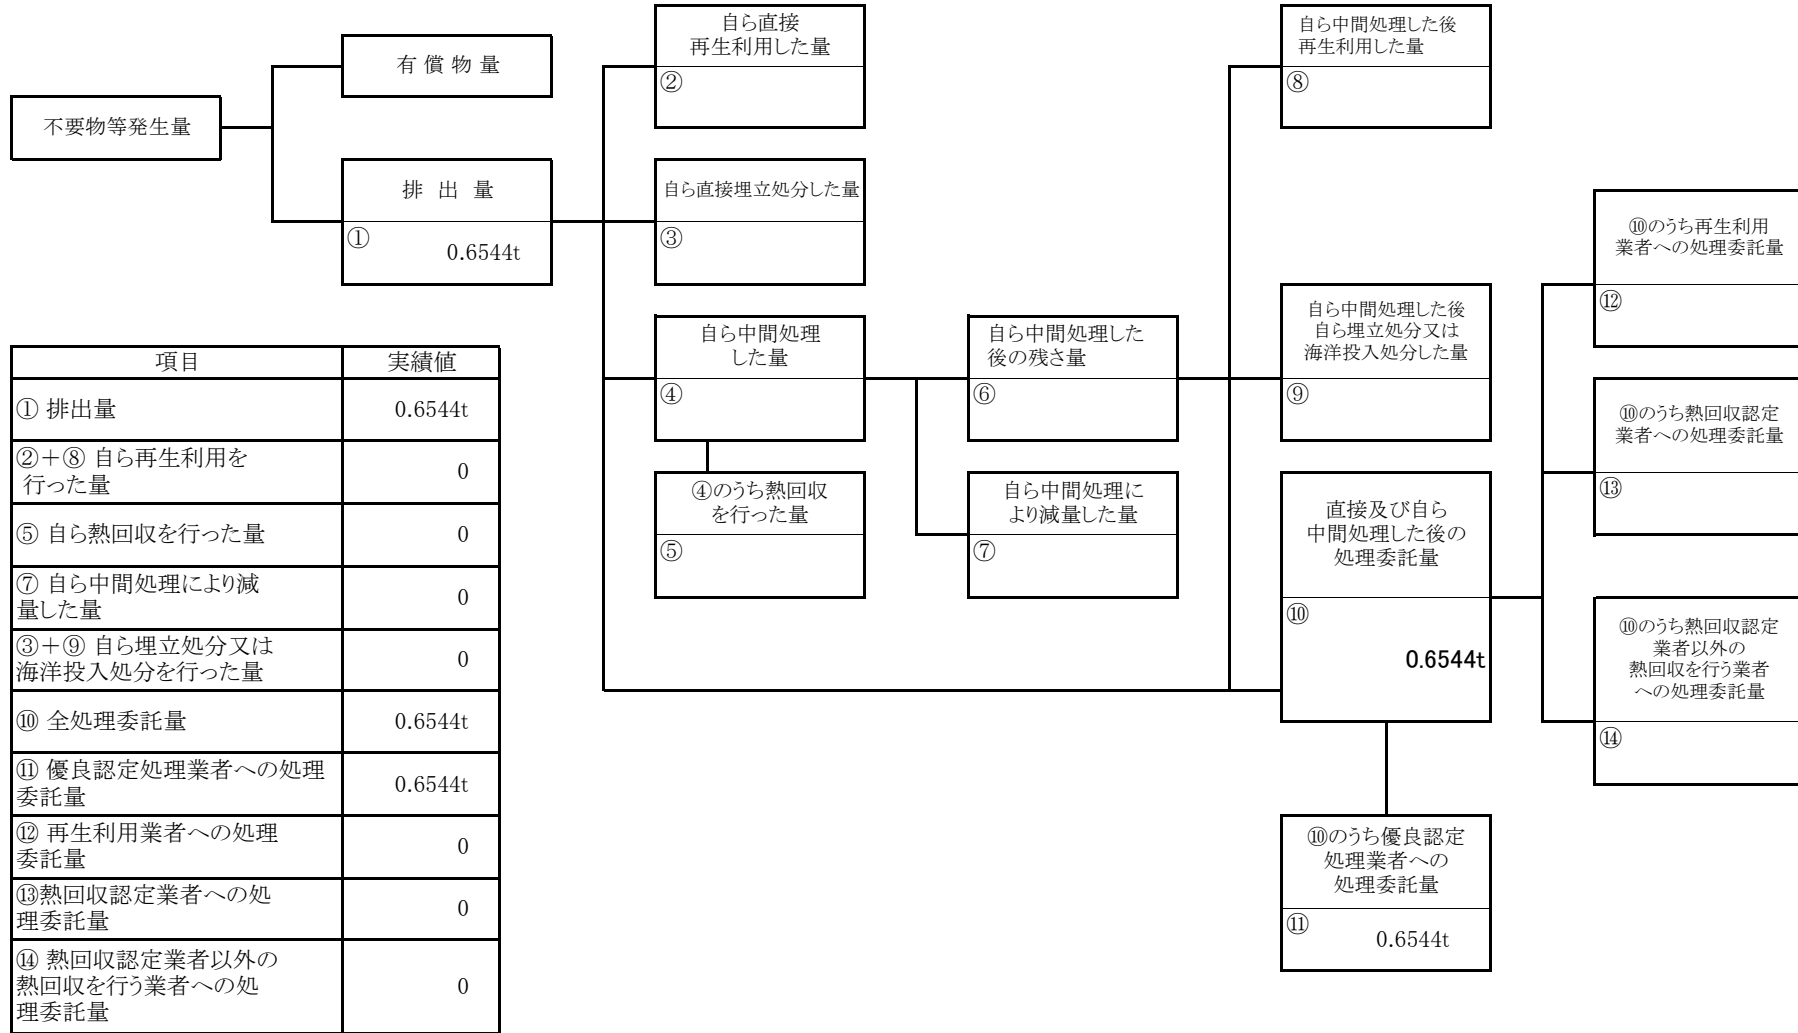 自ら直接
再生利用した量
②
自ら中間処理した後
再生利用した量
⑧
有 償 物 量
不要物等発生量
排 出 量
① 0.6544t
自ら直接埋立処分した量
③
⑩のうち再生利用
業者への処理委託量
⑫
自ら中間処理
した量
④
自ら中間処理した
後の残さ量
⑥
自ら中間処理した後
自ら埋立処分又は
海洋投入処分した量
⑨
⑩のうち熱回収認定
業者への処理委託量
⑬
④のうち熱回収
を行った量
⑤
自ら中間処理に
より減量した量
⑦
直接及び自ら
中間処理した後の
処理委託量
⑩
0.6544t
⑩のうち熱回収認定
業者以外の
熱回収を行う業者
への処理委託量
⑭
⑩のうち優良認定
処理業者への
処理委託量
⑪ 0.6544t
項目 実績値
① 排出量 0.6544t
②＋⑧ 自ら再生利用を
行った量 0
⑤ 自ら熱回収を行った量 0
⑦ 自ら中間処理により減
量した量 0
③＋⑨ 自ら埋立処分又は
海洋投入処分を行った量 0
⑩ 全処理委託量 0.6544t
⑪ 優良認定処理業者への処理
委託量 0.6544t
⑫ 再生利用業者への処理
委託量 0
⑬熱回収認定業者への処
理委託量 0
⑭ 熱回収認定業者以外の
熱回収を行う業者への処
理委託量 0